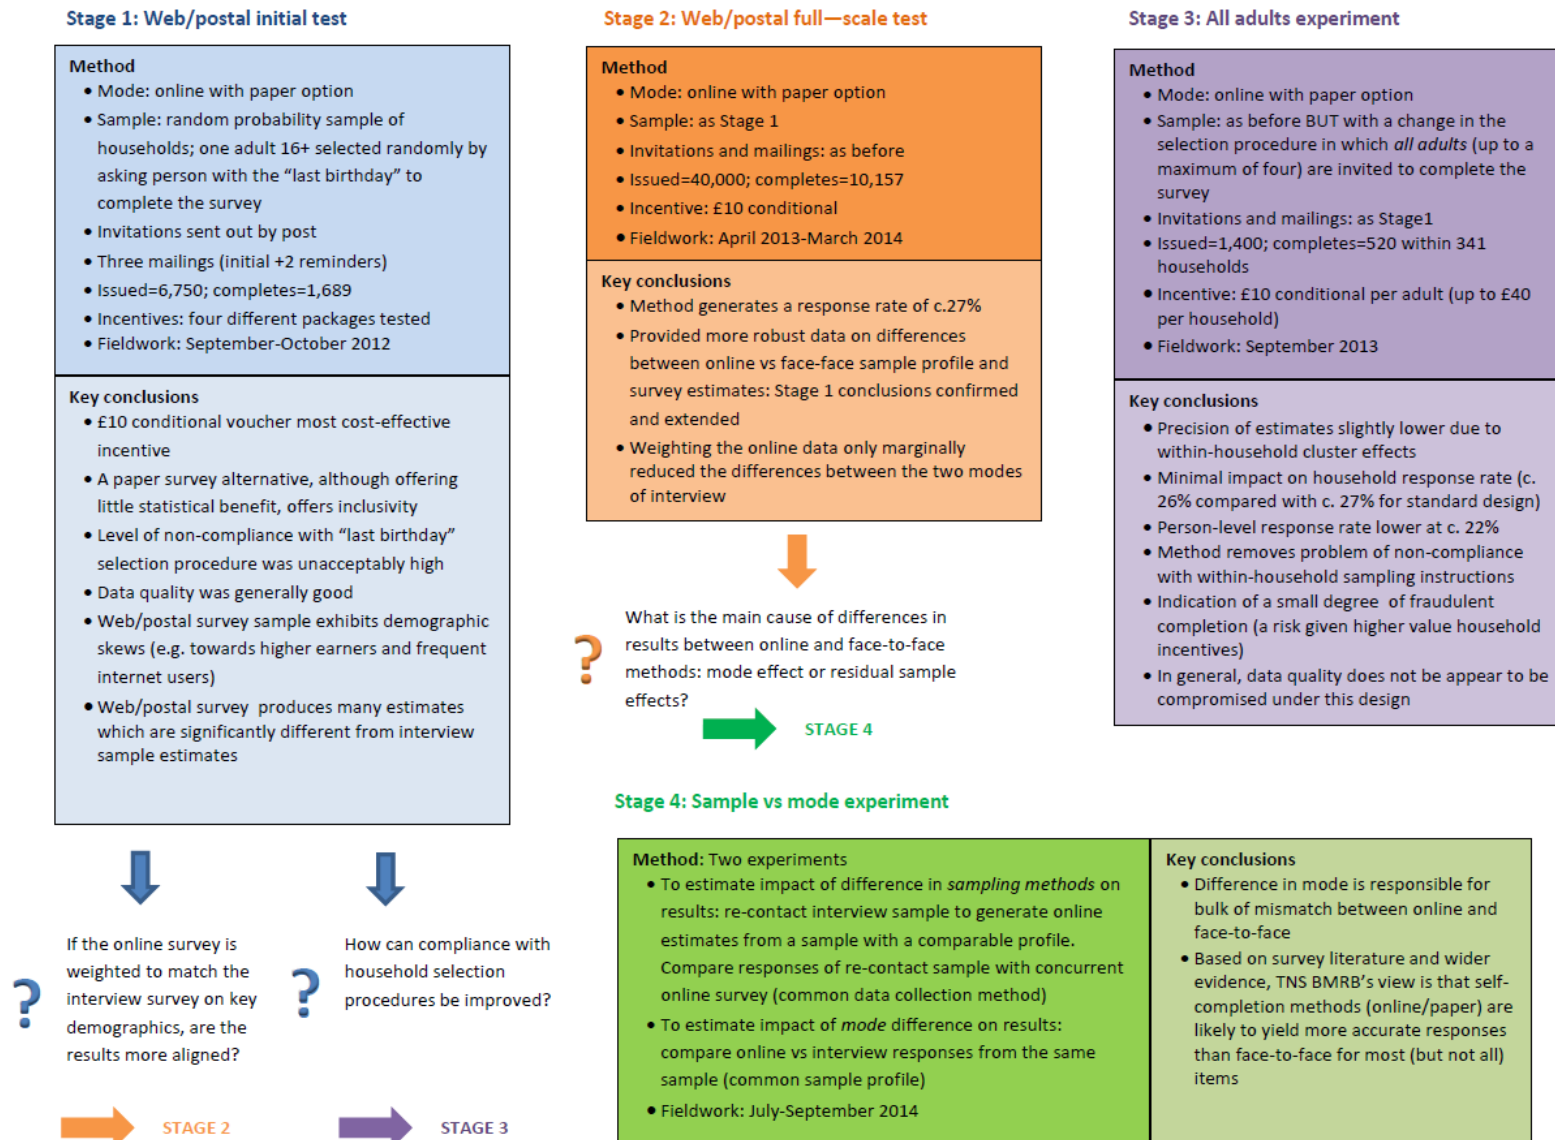 Stage 1: Web/postal initial test
Method
• Mode: online with paper option
• Sample: random probability sample of
households; one adult 16+ selected randomly by
asking person with the “last birthday” to
complete the survey
• Invitations sent out by post
• Three mailings (initial +2 reminders)
• Issued=6,750; completes=1,689
• Incentives: four different packages tested
• Fieldwork: September-October 2012
Key conclusions
• £10 conditional voucher most cost-effective
incentive
• A paper survey alternative, although offering
little statistical benefit, offers inclusivity
• Level of non-compliance with “last birthday”
selection procedure was unacceptably high
• Data quality was generally good
• Web/postal survey sample exhibits demographic
skews (e.g. towards higher earners and frequent
internet users)
• Web/postal survey produces many estimates
which are significantly different from interview
sample estimates
?
If the online survey is
weighted to match the
interview survey on key
demographics, are the
results more aligned?
STAGE 2
?
How can compliance with
household selection
procedures be improved?
STAGE 3
Stage 2: Web/postal full—scale test
Method
• Mode: online with paper option
• Sample: as Stage 1
• Invitations and mailings: as before
• Issued=40,000; completes=10,157
• Incentive: £10 conditional
• Fieldwork: April 2013-March 2014
Key conclusions
• Method generates a response rate of c.27%
• Provided more robust data on differences
between online vs face-face sample profile and
survey estimates: Stage 1 conclusions confirmed
and extended
• Weighting the online data only marginally
reduced the differences between the two modes
of interview
?
What is the main cause of differences in
results between online and face-to-face
methods: mode effect or residual sample
effects?
STAGE 4
Stage 3: All adults experiment
Method
• Mode: online with paper option
• Sample: as before BUT with a change in the
selection procedure in which all adults (up to a
maximum of four) are invited to complete the
survey
• Invitations and mailings: as Stage1
• Issued=1,400; completes=520 within 341
households
• Incentive: £10 conditional per adult (up to £40
per household)
• Fieldwork: September 2013
Key conclusions
• Precision of estimates slightly lower due to
within-household cluster effects
• Minimal impact on household response rate (c.
26% compared with c. 27% for standard design)
• Person-level response rate lower at c. 22%
• Method removes problem of non-compliance
with within-household sampling instructions
• Indication of a small degree of fraudulent
completion (a risk given higher value household
incentives)
• In general, data quality does not be appear to be
compromised under this design
Stage 4: Sample vs mode experiment
Method: Two experiments
• To estimate impact of difference in sampling methods on
results: re-contact interview sample to generate online
estimates from a sample with a comparable profile.
Compare responses of re-contact sample with concurrent
online survey (common data collection method)
• To estimate impact of mode difference on results:
compare online vs interview responses from the same
sample (common sample profile)
• Fieldwork: July-September 2014
Key conclusions
• Difference in mode is responsible for
bulk of mismatch between online and
face-to-face
• Based on survey literature and wider
evidence, TNS BMRB’s view is that self-
completion methods (online/paper) are
likely to yield more accurate responses
than face-to-face for most (but not all)
items